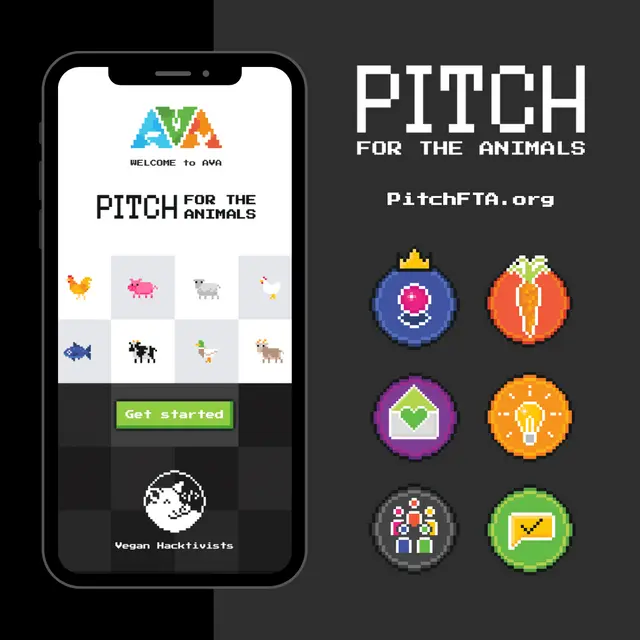 AVA
WELCOME to AVA
PITCH FOR THE
ANIMALS
Get started
Vegan Hacktivists
PITCH
FOR THE ANIMALS
PitchFTA.org